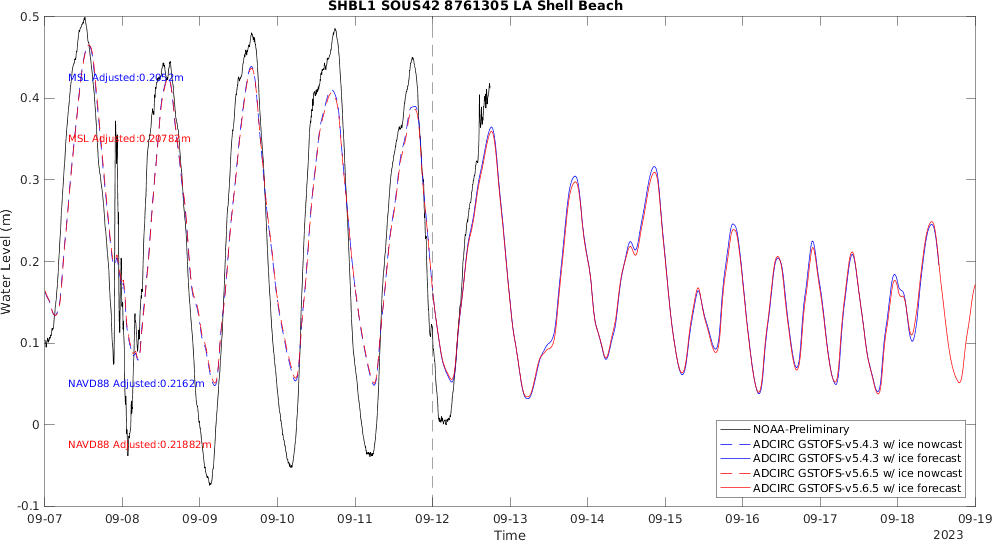 SHBL1 SOUS42 8761305 LA Shell Beach
Water Level (m)
0.5
0.4
0.3
0.2
0.1
0
-0.1
MSL Adjusted:0.2052m
MSL Adjusted:0.20782m
NAVD88 Adjusted:0.2162m
NAVD88 Adjusted:0.21882m
NOAA-Preliminary
ADCIRC GSTOFS-v5.4.3 w/ ice nowcast
ADCIRC GSTOFS-v5.4.3 w/ ice forecast
ADCIRC GSTOFS-v5.6.5 w/ ice nowcast
ADCIRC GSTOFS-v5.6.5 w/ ice forecast
09-07 09-08 09-09 09-10 09-11 09-12 09-13 09-14 09-15 09-16 09-17 09-18 09-19
Time
2023